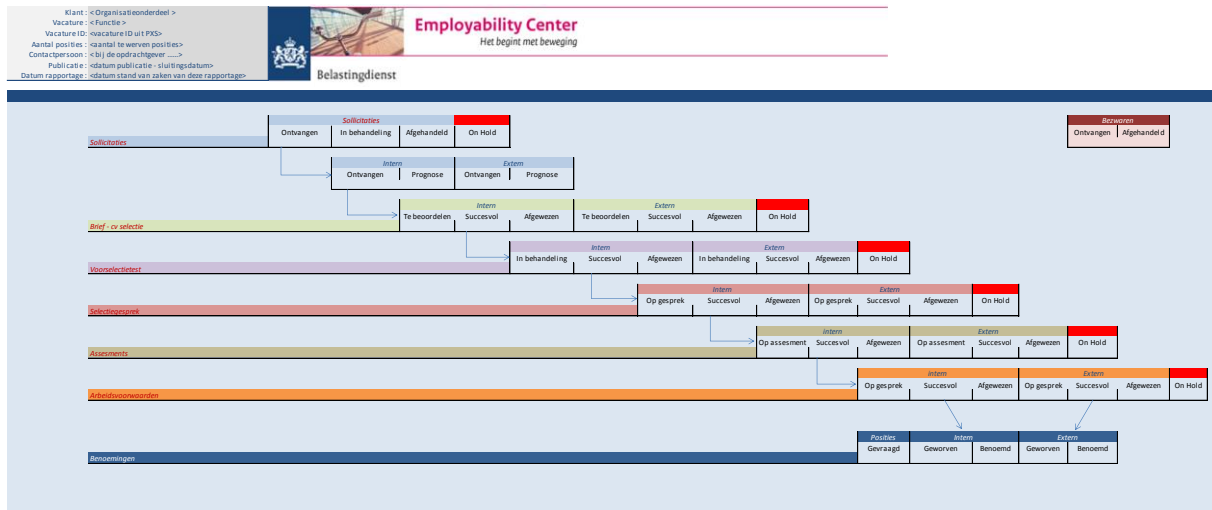 Klant : < Organisatieonderdeel >
Vacature : < Functie >
Vacature ID: <vacature ID uit PXS>
Aantal posities : <aantal te werven posities>
Contactpersoon : < bij de opdrachtgever ......>
Publicatie : <datum publicatie - sluitingsdatum>
Datum rapportage : <datum stand van zaken van deze rapportage>
Employability Center
Het begint met beweging
Belastingdienst
Sollicitaties
Bezwaren
Ontvangen In behandeling Afgehandeld On Hold
Ontvangen Afgehandeld
Sollicitaties
Intern Extern
Ontvangen Prognose Ontvangen Prognose
Intern Extern
Te beoordelen Succesvol Afgewezen Te beoordelen Succesvol Afgewezen On Hold
Brief - cv selectie
Intern Extern
In behandeling Succesvol Afgewezen In behandeling Succesvol Afgewezen On Hold
Voorselectietest
Intern Extern
Op gesprek Succesvol Afgewezen Op gesprek Succesvol Afgewezen On Hold
Selectiegesprek
Intern Extern
Op assesment Succesvol Afgewezen Op assesment Succesvol Afgewezen On Hold
Assesments
Intern Extern
Op gesprek Succesvol Afgewezen Op gesprek Succesvol Afgewezen On Hold
Arbeidsvoorwaarden
Posities Intern Extern
Gevraagd Geworven Benoemd Geworven Benoemd
Benoemingen